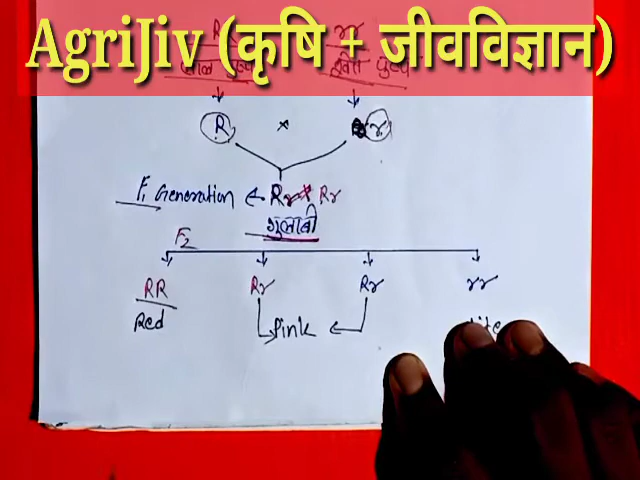 AgriJiv (कृषि + जीवविज्ञान)
पुष्प
R × r
F₁ Generation ← Rr × Rr
गुलाबी
F₂
RR Rr Rr rr
Red Pink